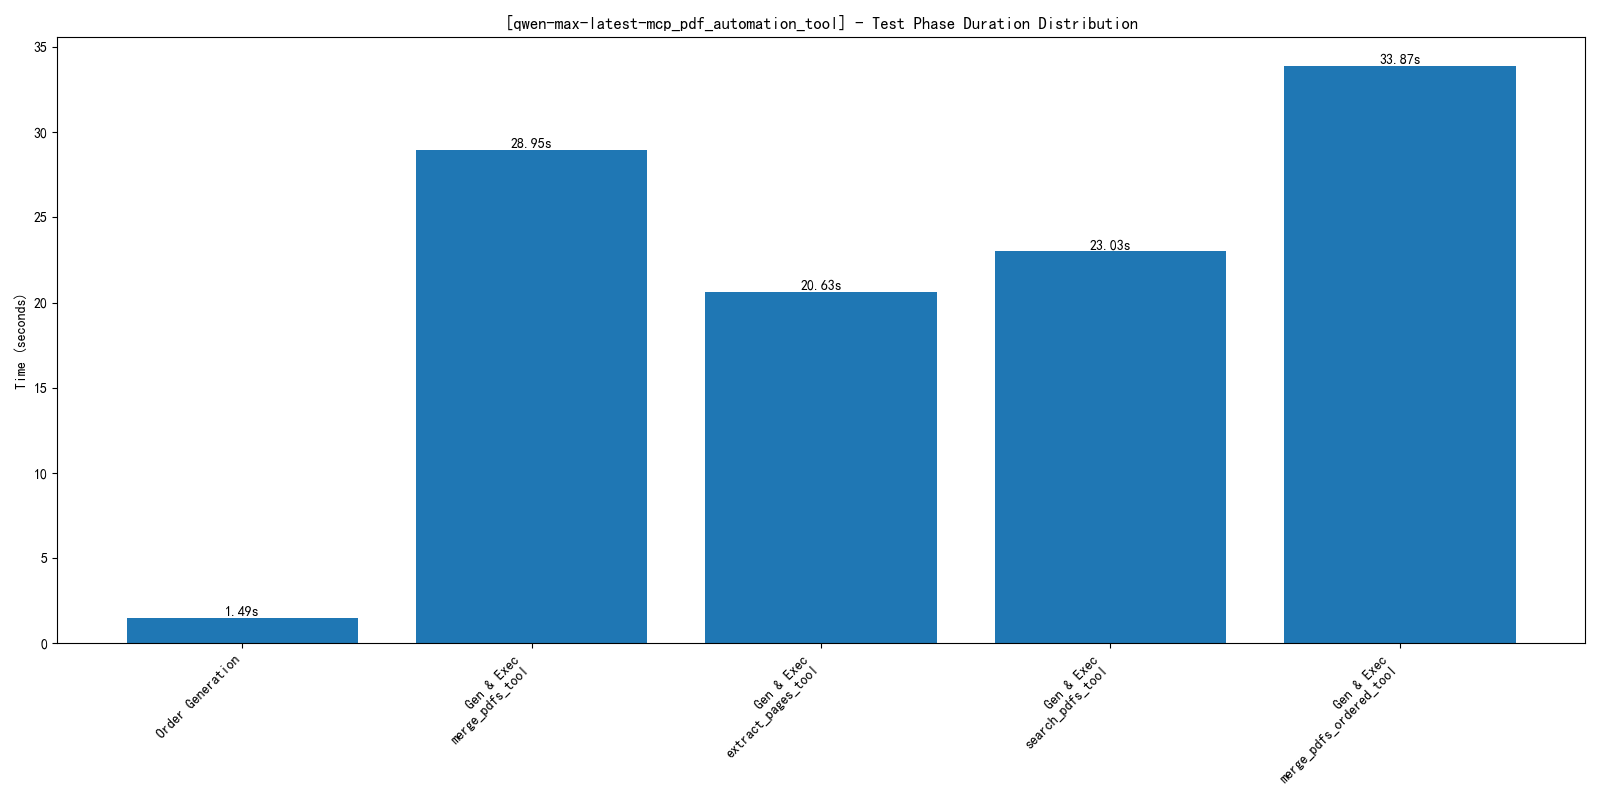 [qwen-max-latest-mcp_pdf_automation_tool] - Test Phase Duration Distribution
Time (seconds)
35
30
25
20
15
10
5
0
1.49s
28.95s
20.63s
23.03s
33.87s
Order Generation
Gen & Exec
merge_pdfs_tool
Gen & Exec
extract_pages_tool
Gen & Exec
search_pdfs_tool
Gen & Exec
merge_pdfs_ordered_tool